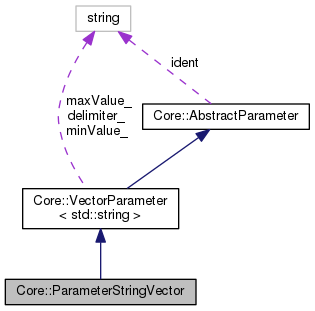 string
ident
maxValue_
delimiter_
minValue_
Core::AbstractParameter
Core::VectorParameter
< std::string >
Core::ParameterStringVector